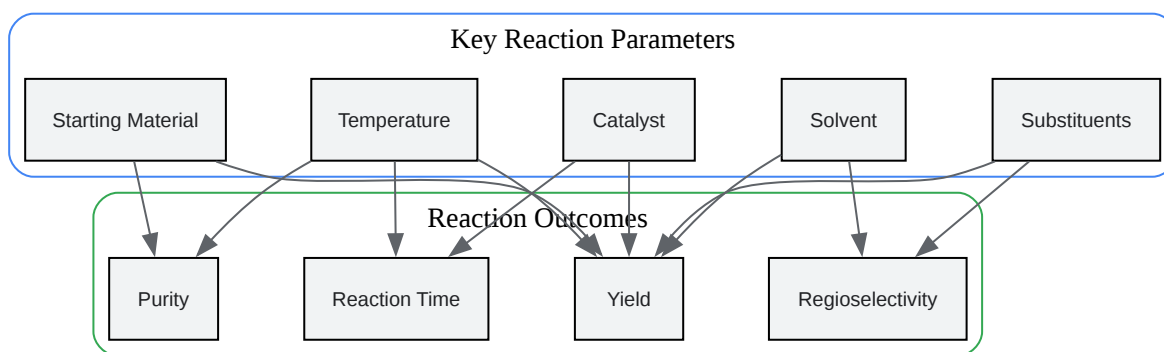 Key Reaction Parameters
Starting Material
Temperature
Catalyst
Solvent
Substituents
Reaction Outcomes
Purity
Reaction Time
Yield
Regioselectivity